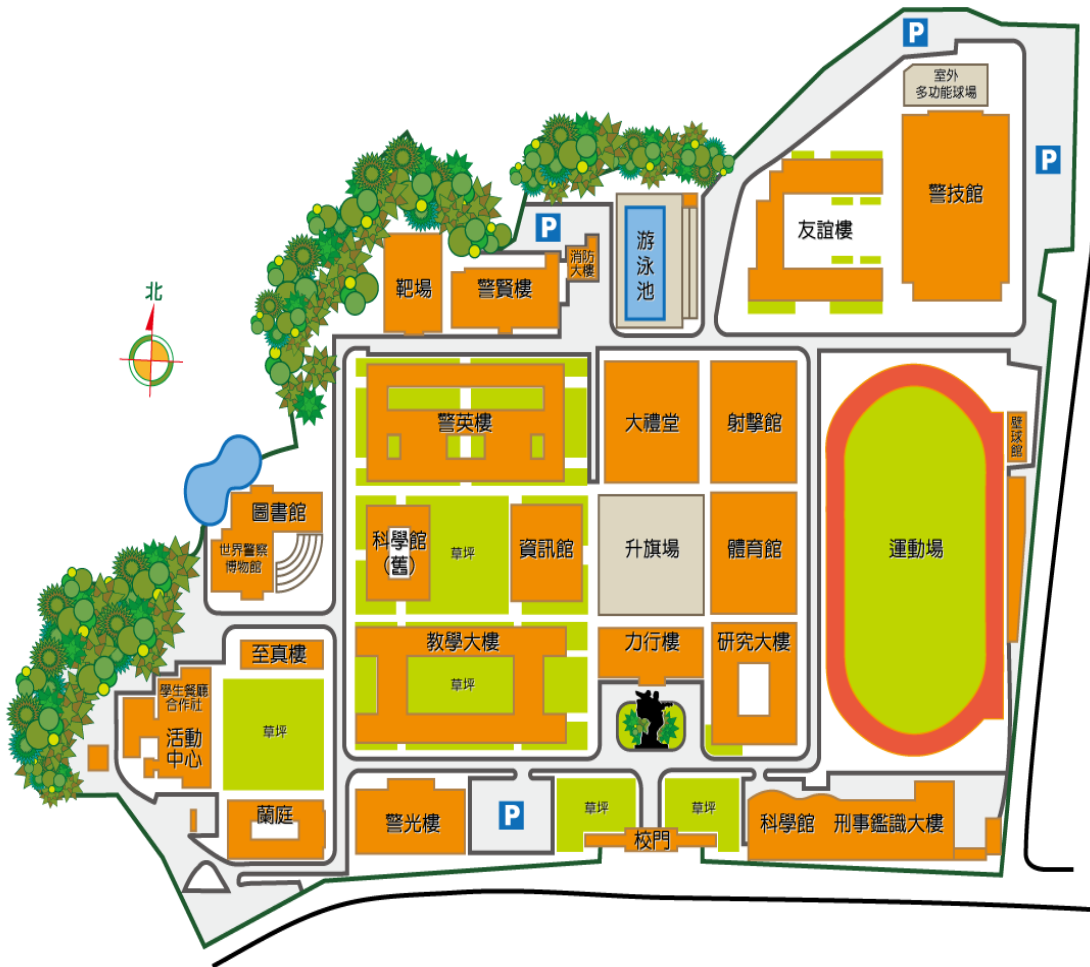 P
室外
多功能球場
P
警技館
友誼樓
P
游
泳
池
消防
大樓
靶場
警賢樓
北
警英樓
大禮堂
射擊館
壁
球
館
圖書館
世界警察
博物館
科學館
(舊)
草坪
資訊館
升旗場
體育館
運動場
教學大樓
草坪
力行樓
研究大樓
至真樓
學生餐廳
合作社
活動
中心
草坪
蘭庭
警光樓
P
草坪
草坪
校門
科學館 刑事鑑識大樓